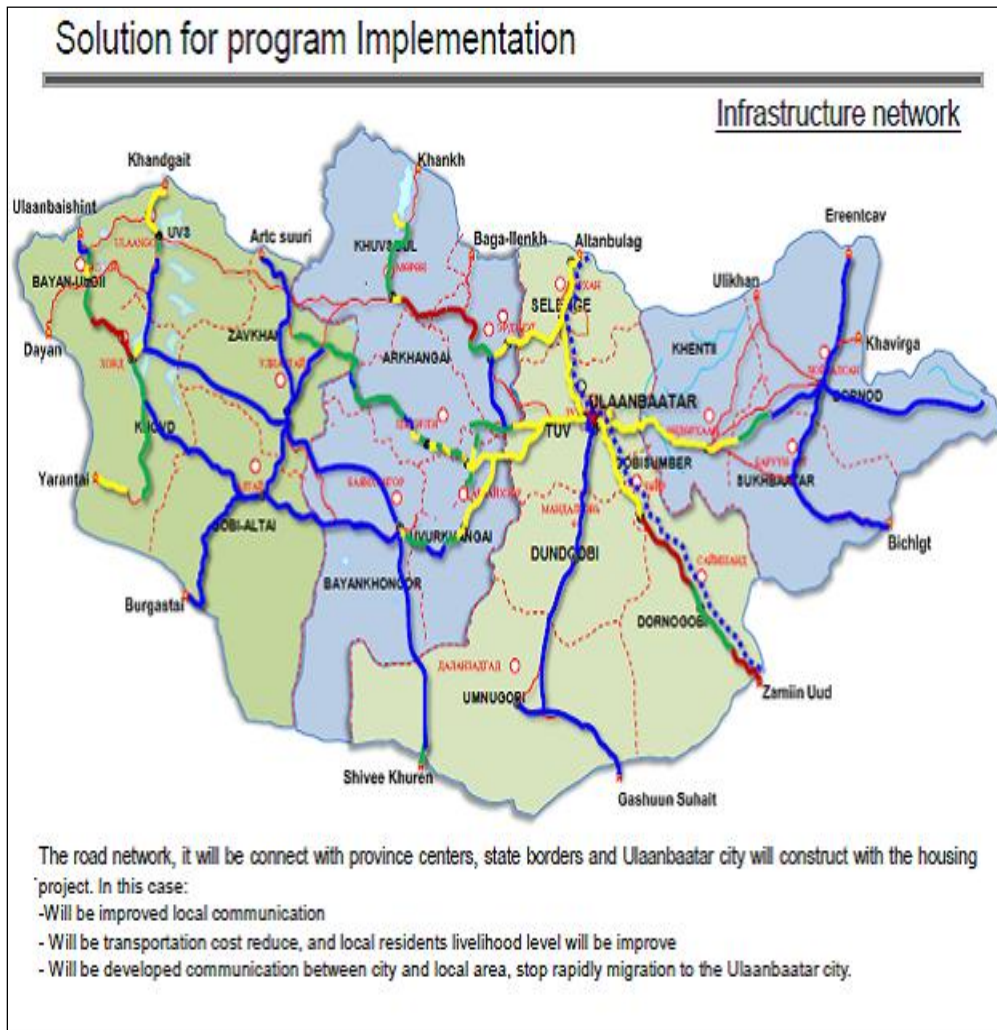 Solution for program Implementation
Infrastructure network
Khandgait
Khankh
Ulaanbaishint
UVS
Artc suuri
KHUVSGUL
Baga-Ilenkh
Altanbulag
Ereentcav
BAYAN-ULGII
SELENGE
Ulikhan
Dayan
ZAVKHAN
ARKHANGAI
KHENTII
Khavirga
ULAANBAATAR
DORNOD
KHOVD
TUV
GOBISUMBER
SUKHBAATAR
Yarantai
GOBI-ALTAI
UVURKHANGAI
DUNDGOBI
Bichigt
САЙНШАНД
BAYANKHONGOR
Burgastai
DORNOGOBI
ДАЛАНЗАДГАД
UMNUGOBI
Zamiin Uud
Shivee Khuren
Gashuun Suhait
The road network, it will be connect with province centers, state borders and Ulaanbaatar city will construct with the housing
project. In this case:
-Will be improved local communication
- Will be transportation cost reduce, and local residents livelihood level will be improve
- Will be developed communication between city and local area, stop rapidly migration to the Ulaanbaatar city.